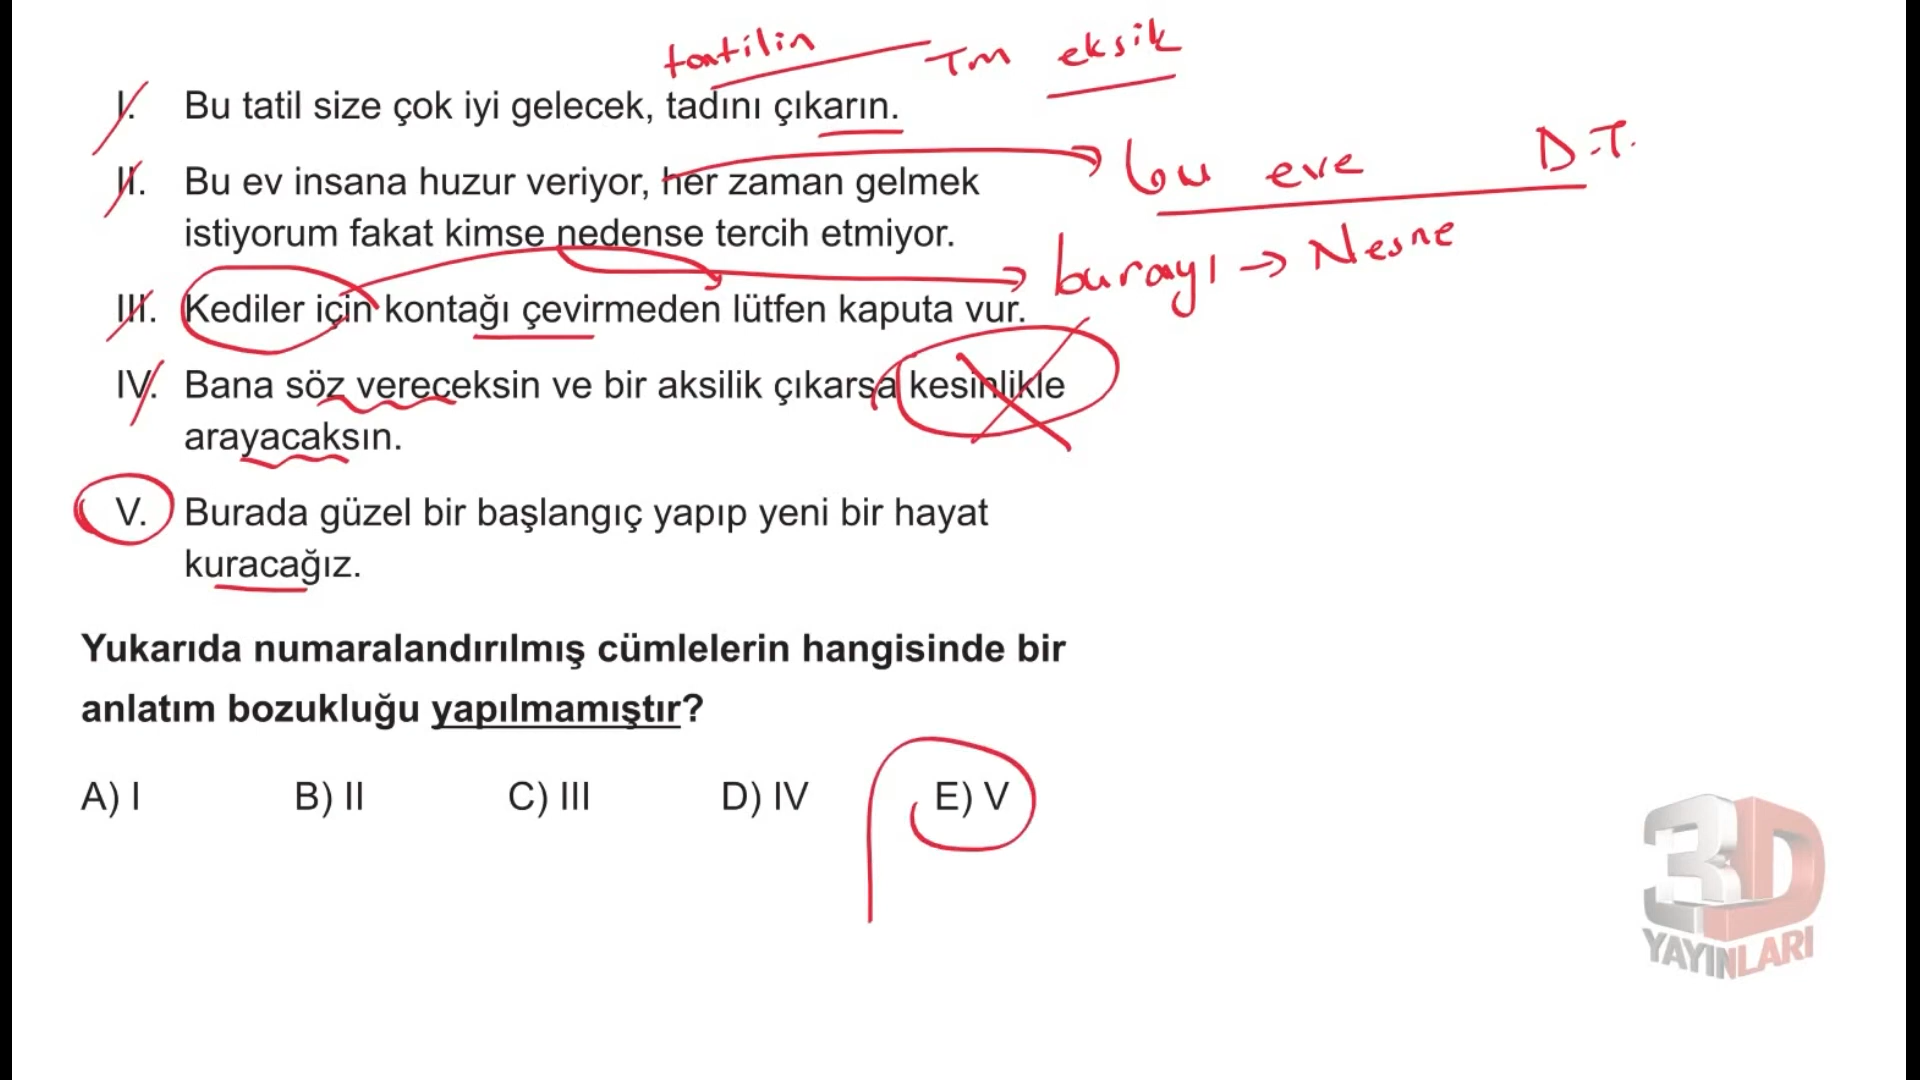 tatilin Tm eksik
I. Bu tatil size çok iyi gelecek, tadını çıkarın.
II. Bu ev insana huzur veriyor, her zaman gelmek bu eve D.T.
istiyorum fakat kimse nedense tercih etmiyor. burayı → Nesne
III. Kediler için kontağı çevirmeden lütfen kaputa vur.
IV. Bana söz vereceksin ve bir aksilik çıkarsa kesinlikle
arayacaksın.
V. Burada güzel bir başlangıç yapıp yeni bir hayat
kuracağız.
Yukarıda numaralandırılmış cümlelerin hangisinde bir
anlatım bozukluğu yapılmamıştır?
A) I B) II C) III D) IV E) V
3D
YAYINLARI